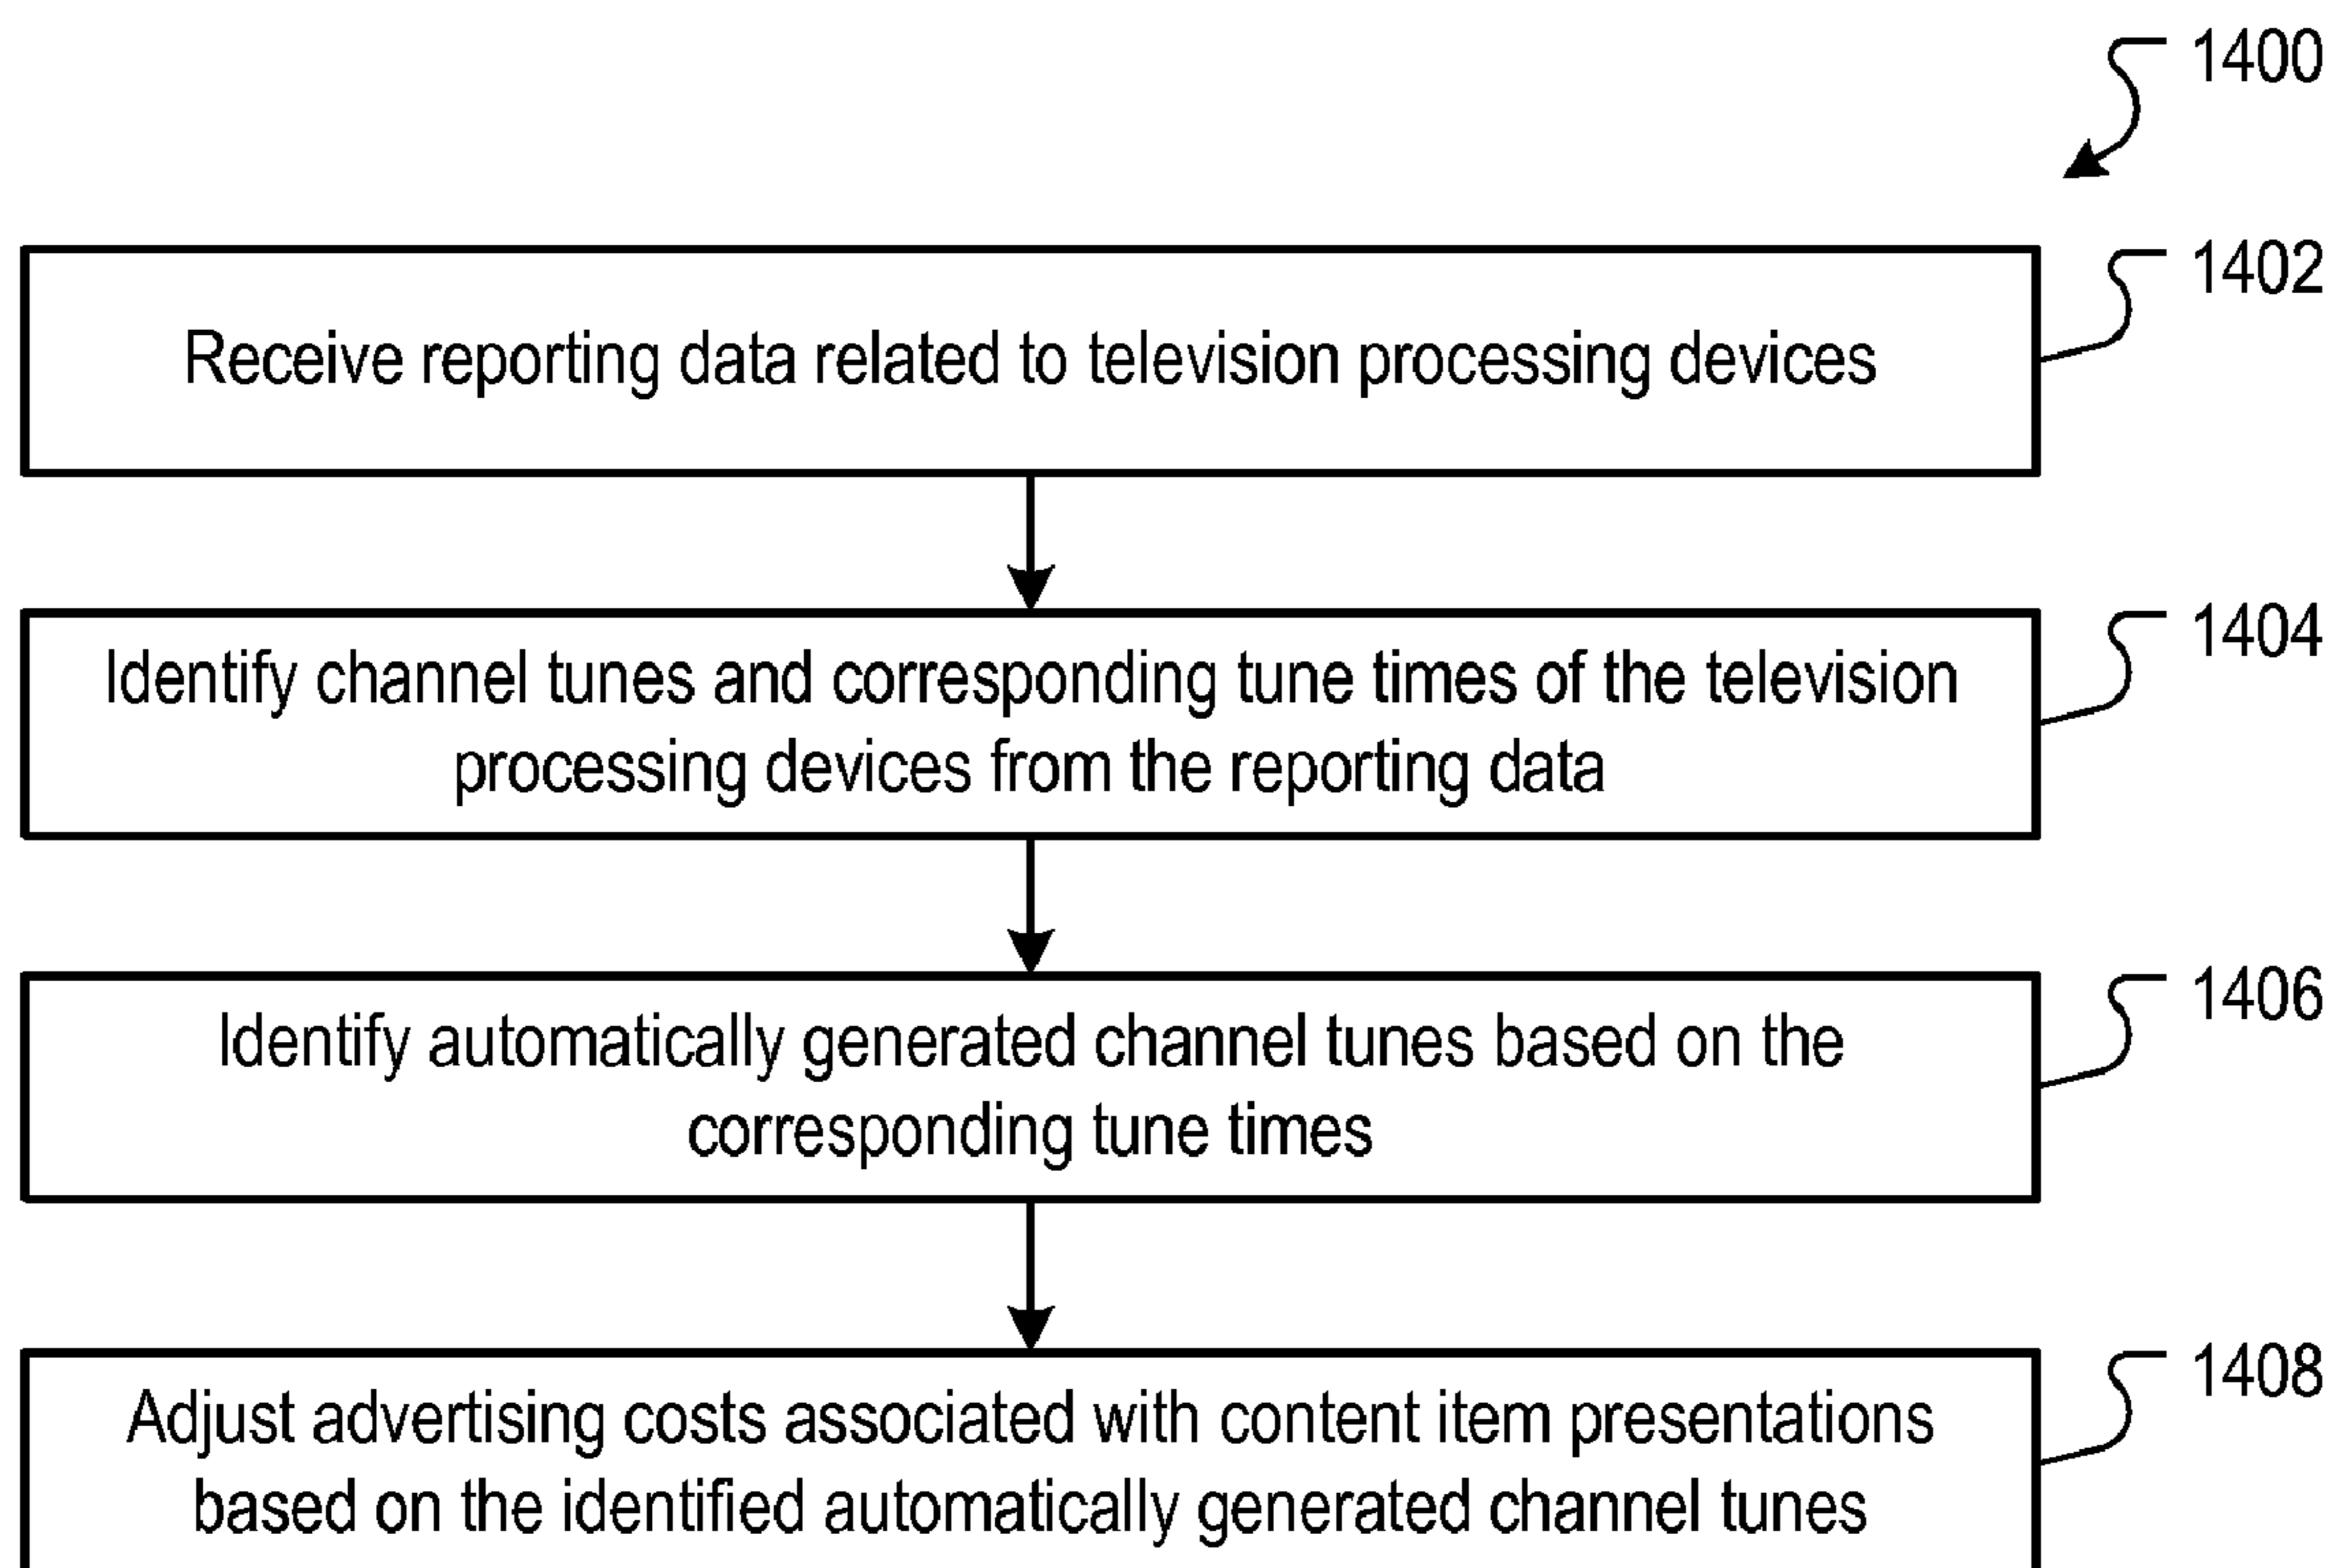 1400
1402
Receive reporting data related to television processing devices
1404
Identify channel tunes and corresponding tune times of the television
processing devices from the reporting data
1406
Identify automatically generated channel tunes based on the
corresponding tune times
1408
Adjust advertising costs associated with content item presentations
based on the identified automatically generated channel tunes